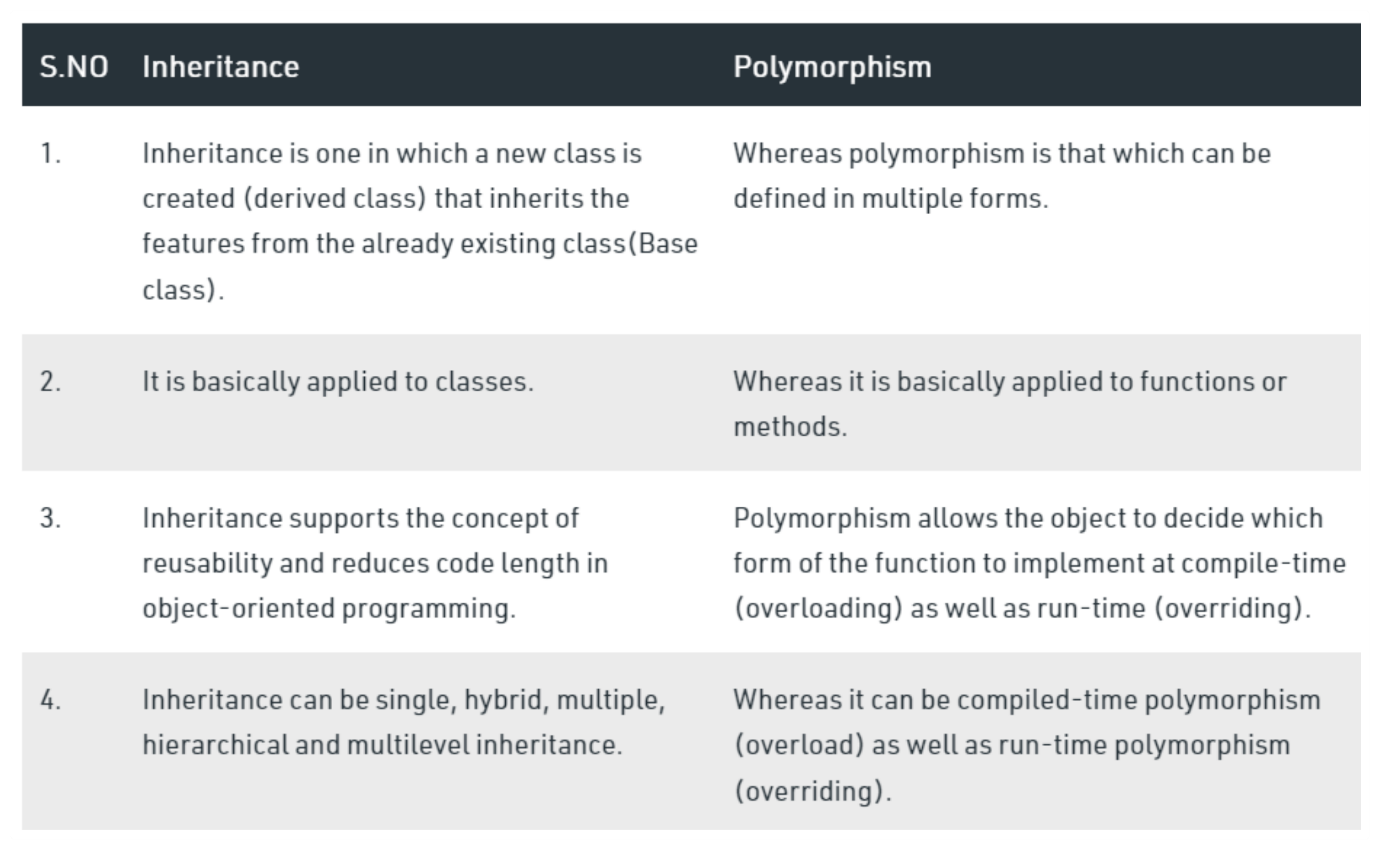 S.NO Inheritance Polymorphism
1. Inheritance is one in which a new class is
created (derived class) that inherits the
features from the already existing class(Base
class).
Whereas polymorphism is that which can be
defined in multiple forms.
2. It is basically applied to classes.
Whereas it is basically applied to functions or
methods.
3. Inheritance supports the concept of
reusability and reduces code length in
object-oriented programming.
Polymorphism allows the object to decide which
form of the function to implement at compile-time
(overloading) as well as run-time (overriding).
4. Inheritance can be single, hybrid, multiple,
hierarchical and multilevel inheritance.
Whereas it can be compiled-time polymorphism
(overload) as well as run-time polymorphism
(overriding).